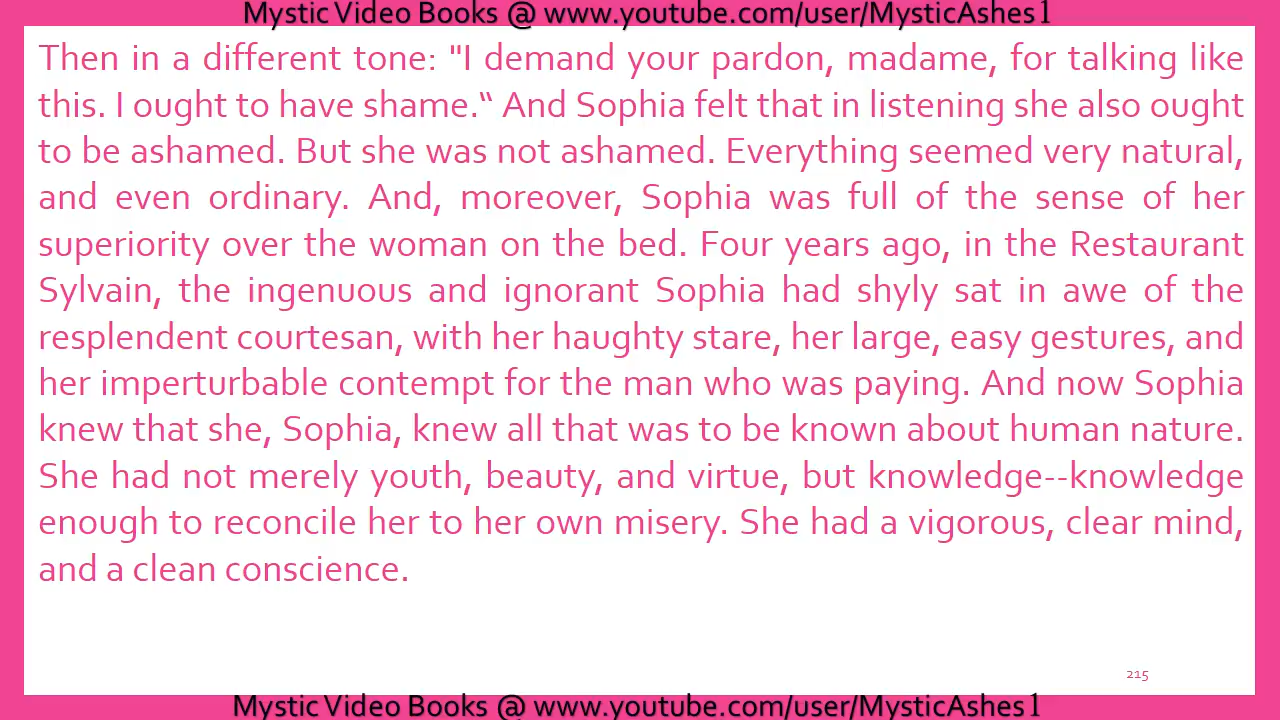 Mystic Video Books @ www.youtube.com/user/MysticAshes1
Then in a different tone: "I demand your pardon, madame, for talking like
this. I ought to have shame.“ And Sophia felt that in listening she also ought
to be ashamed. But she was not ashamed. Everything seemed very natural,
and even ordinary. And, moreover, Sophia was full of the sense of her
superiority over the woman on the bed. Four years ago, in the Restaurant
Sylvain, the ingenuous and ignorant Sophia had shyly sat in awe of the
resplendent courtesan, with her haughty stare, her large, easy gestures, and
her imperturbable contempt for the man who was paying. And now Sophia
knew that she, Sophia, knew all that was to be known about human nature.
She had not merely youth, beauty, and virtue, but knowledge--knowledge
enough to reconcile her to her own misery. She had a vigorous, clear mind,
and a clean conscience.
215
Mystic Video Books @ www.youtube.com/user/MysticAshes1